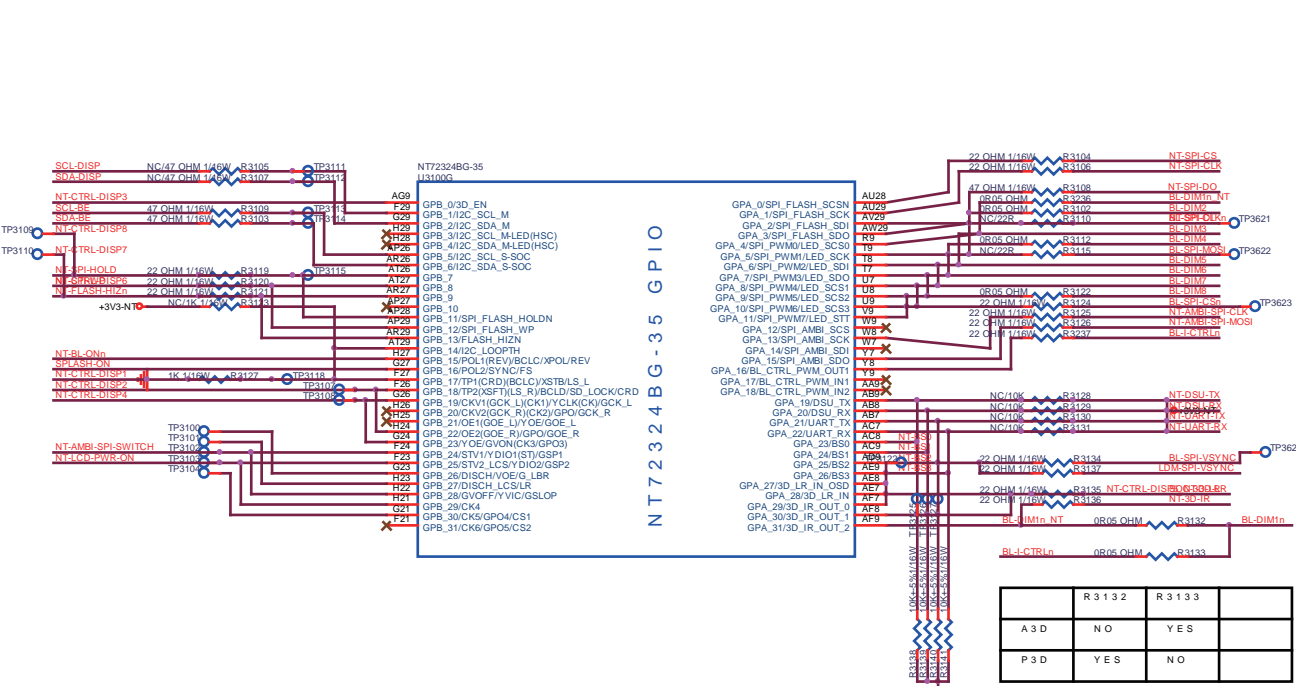 SCL-DISP NC/47 OHM 1/16W R3105 TP3111
SDA-DISP NC/47 OHM 1/16W R3107 TP3112
NT-CTRL-DISP3
SCL-BE 47 OHM 1/16W R3109 TP3113
SDA-BE 47 OHM 1/16W R3103 TP3114
TP3109 NT-CTRL-DISP8
TP3110 NT-CTRL-DISP7
NT-SPI-HOLD 22 OHM 1/16W R3119 TP3115
22 OHM 1/16W R3120
NT-FLASH-HIZn 22 OHM 1/16W R3121
+3V3-NT NC/1K 1/16W R3123
NT-BL-ONn
SPLASH-ON
NT-CTRL-DISP1 1K 1/16W R3127 TP3118
NT-CTRL-DISP2 TP3107
NT-CTRL-DISP4 TP3108
TP3100
TP3101
NT-AMBI-SPI-SWITCH TP3102
NT-LCD-PWR-ON TP3103
TP3104
NT72324BG-35
U3100G
NT72324BG-35 GPIO
AG9 GPB_0/3D_EN
F29 GPB_1/I2C_SCL_M
G29 GPB_2/I2C_SDA_M
H29 GPB_3/I2C_SCL_M-LED(HSC)
H28 GPB_4/I2C_SDA_M-LED(HSC)
AP26 GPB_5/I2C_SCL_S-SOC
AR26 GPB_6/I2C_SDA_S-SOC
AT26 GPB_7
AT27 GPB_8
AR27 GPB_9
AP27 GPB_10
AP28 GPB_11/SPI_FLASH_HOLDN
AP29 GPB_12/SPI_FLASH_WP
AR29 GPB_13/FLASH_HIZN
AT29 GPB_14/I2C_LOOPTH
H27 GPB_15/POL1(REV)/BCLC/XPOL/REV
G27 GPB_16/POL2/SYNC/FS
F27 GPB_17/TP1(CRD)(BCLC)/XSTB/LS_L
F26 GPB_18/TP2(XSFT)(LS_R)/BCLD/SD_LOCK/CRD
G26 GPB_19/CKV1(GCK_L)(CK1)/YCLK(CK)/GCK_L
H26 GPB_20/CKV2(GCK_R)(CK2)/GPO/GCK_R
H25 GPB_21/OE1(GOE_L)/YOE/GOE_L
H24 GPB_22/OE2(GOE_R)/GPO/GOE_R
G24 GPB_23/YOE/GVON(CK3/GPO3)
F24 GPB_24/STV1/YDIO1(ST)/GSP1
F23 GPB_25/STV2_LCS/YDIO2/GSP2
G23 GPB_26/DISCH/VOE/G_LBR
H23 GPB_27/DISCH_LCS/LR
H22 GPB_28/GVOFF/YVIC/GSLOP
H21 GPB_29/CK4
G21 GPB_30/CK5/GPO4/CS1
F21 GPB_31/CK6/GPO5/CS2
GPA_0/SPI_FLASH_SCSN AU28
GPA_1/SPI_FLASH_SCK AU29
GPA_2/SPI_FLASH_SDI AV29
GPA_3/SPI_FLASH_SDO AW29
GPA_4/SPI_PWM0/LED_SCS0 R9
GPA_5/SPI_PWM1/LED_SCK T9
GPA_6/SPI_PWM2/LED_SDI T8
GPA_7/SPI_PWM3/LED_SDO T7
GPA_8/SPI_PWM4/LED_SCS1 U7
GPA_9/SPI_PWM5/LED_SCS2 U8
GPA_10/SPI_PWM6/LED_SCS3 U9
GPA_11/SPI_PWM7/LED_STT V9
GPA_12/SPI_AMBI_SCS W9
GPA_13/SPI_AMBI_SCK W8
GPA_14/SPI_AMBI_SDI W7
GPA_15/SPI_AMBI_SDO Y7
GPA_16/BL_CTRL_PWM_OUT1 Y8
GPA_17/BL_CTRL_PWM_IN1 Y9
GPA_18/BL_CTRL_PWM_IN2 AA9
GPA_19/DSU_TX AB9
GPA_20/DSU_RX AB8
GPA_21/UART_TX AB7
GPA_22/UART_RX AC7
GPA_23/BS0 AC8
GPA_24/BS1 AC9
GPA_25/BS2 AD9
GPA_26/BS3 AE9
GPA_27/3D_LR_IN_OSD AE8
GPA_28/3D_LR_IN AE7
GPA_29/3D_IR_OUT_0 AF7
GPA_30/3D_IR_OUT_1 AF8
GPA_31/3D_IR_OUT_2 AF9
22 OHM 1/16W R3104 NT-SPI-CS
22 OHM 1/16W R3106 NT-SPI-CLK
47 OHM 1/16W R3108 NT-SPI-DO
0R05 OHM R3236 BL-DIM1n_NT
0R05 OHM R3102 BL-DIM2
NC/22R R3110 TP3621
BL-DIM3
0R05 OHM R3112 BL-DIM4
NC/22R R3115 BL-SPI-MOSI TP3622
BL-DIM5
BL-DIM6
BL-DIM7
0R05 OHM R3122 BL-DIM8
22 OHM 1/16W R3124 BL-SPI-CSn TP3623
22 OHM 1/16W R3125 NT-AMBI-SPI-CLK
22 OHM 1/16W R3126 NT-AMBI-SPI-MOSI
22 OHM 1/16W R3237 BL-I-CTRLn
NC/10K R3128 NT-DSU-TX
NC/10K R3129 NT-DSU-RX
NC/10K R3130 NT-UART-TX
NC/10K R3131 NT-UART-RX
NT-BS0
NT-BS2
22 OHM 1/16W R3134 BL-SPI-VSYNC TP362
22 OHM 1/16W R3137 LDM-SPI-VSYNC
22 OHM 1/16W R3135
22 OHM 1/16W R3136 NT-3D-IR
BL-DIM1n_NT 0R05 OHM R3132 BL-DIM1n
BL-I-CTRLn 0R05 OHM R3133
R3138 10K+-5%1/16W
R3139 10K+-5%1/16W
R3140 10K+-5%1/16W
R3141 10K+-5%1/16W
R3132 R3133
A3D NO YES
P3D YES NO